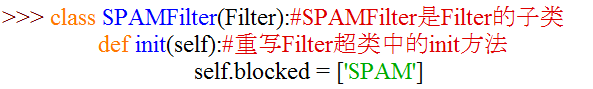 >>> class SPAMFilter(Filter):#SPAMFilter是Filter的子类
def init(self):#重写Filter超类中的init方法
self.blocked = ['SPAM']